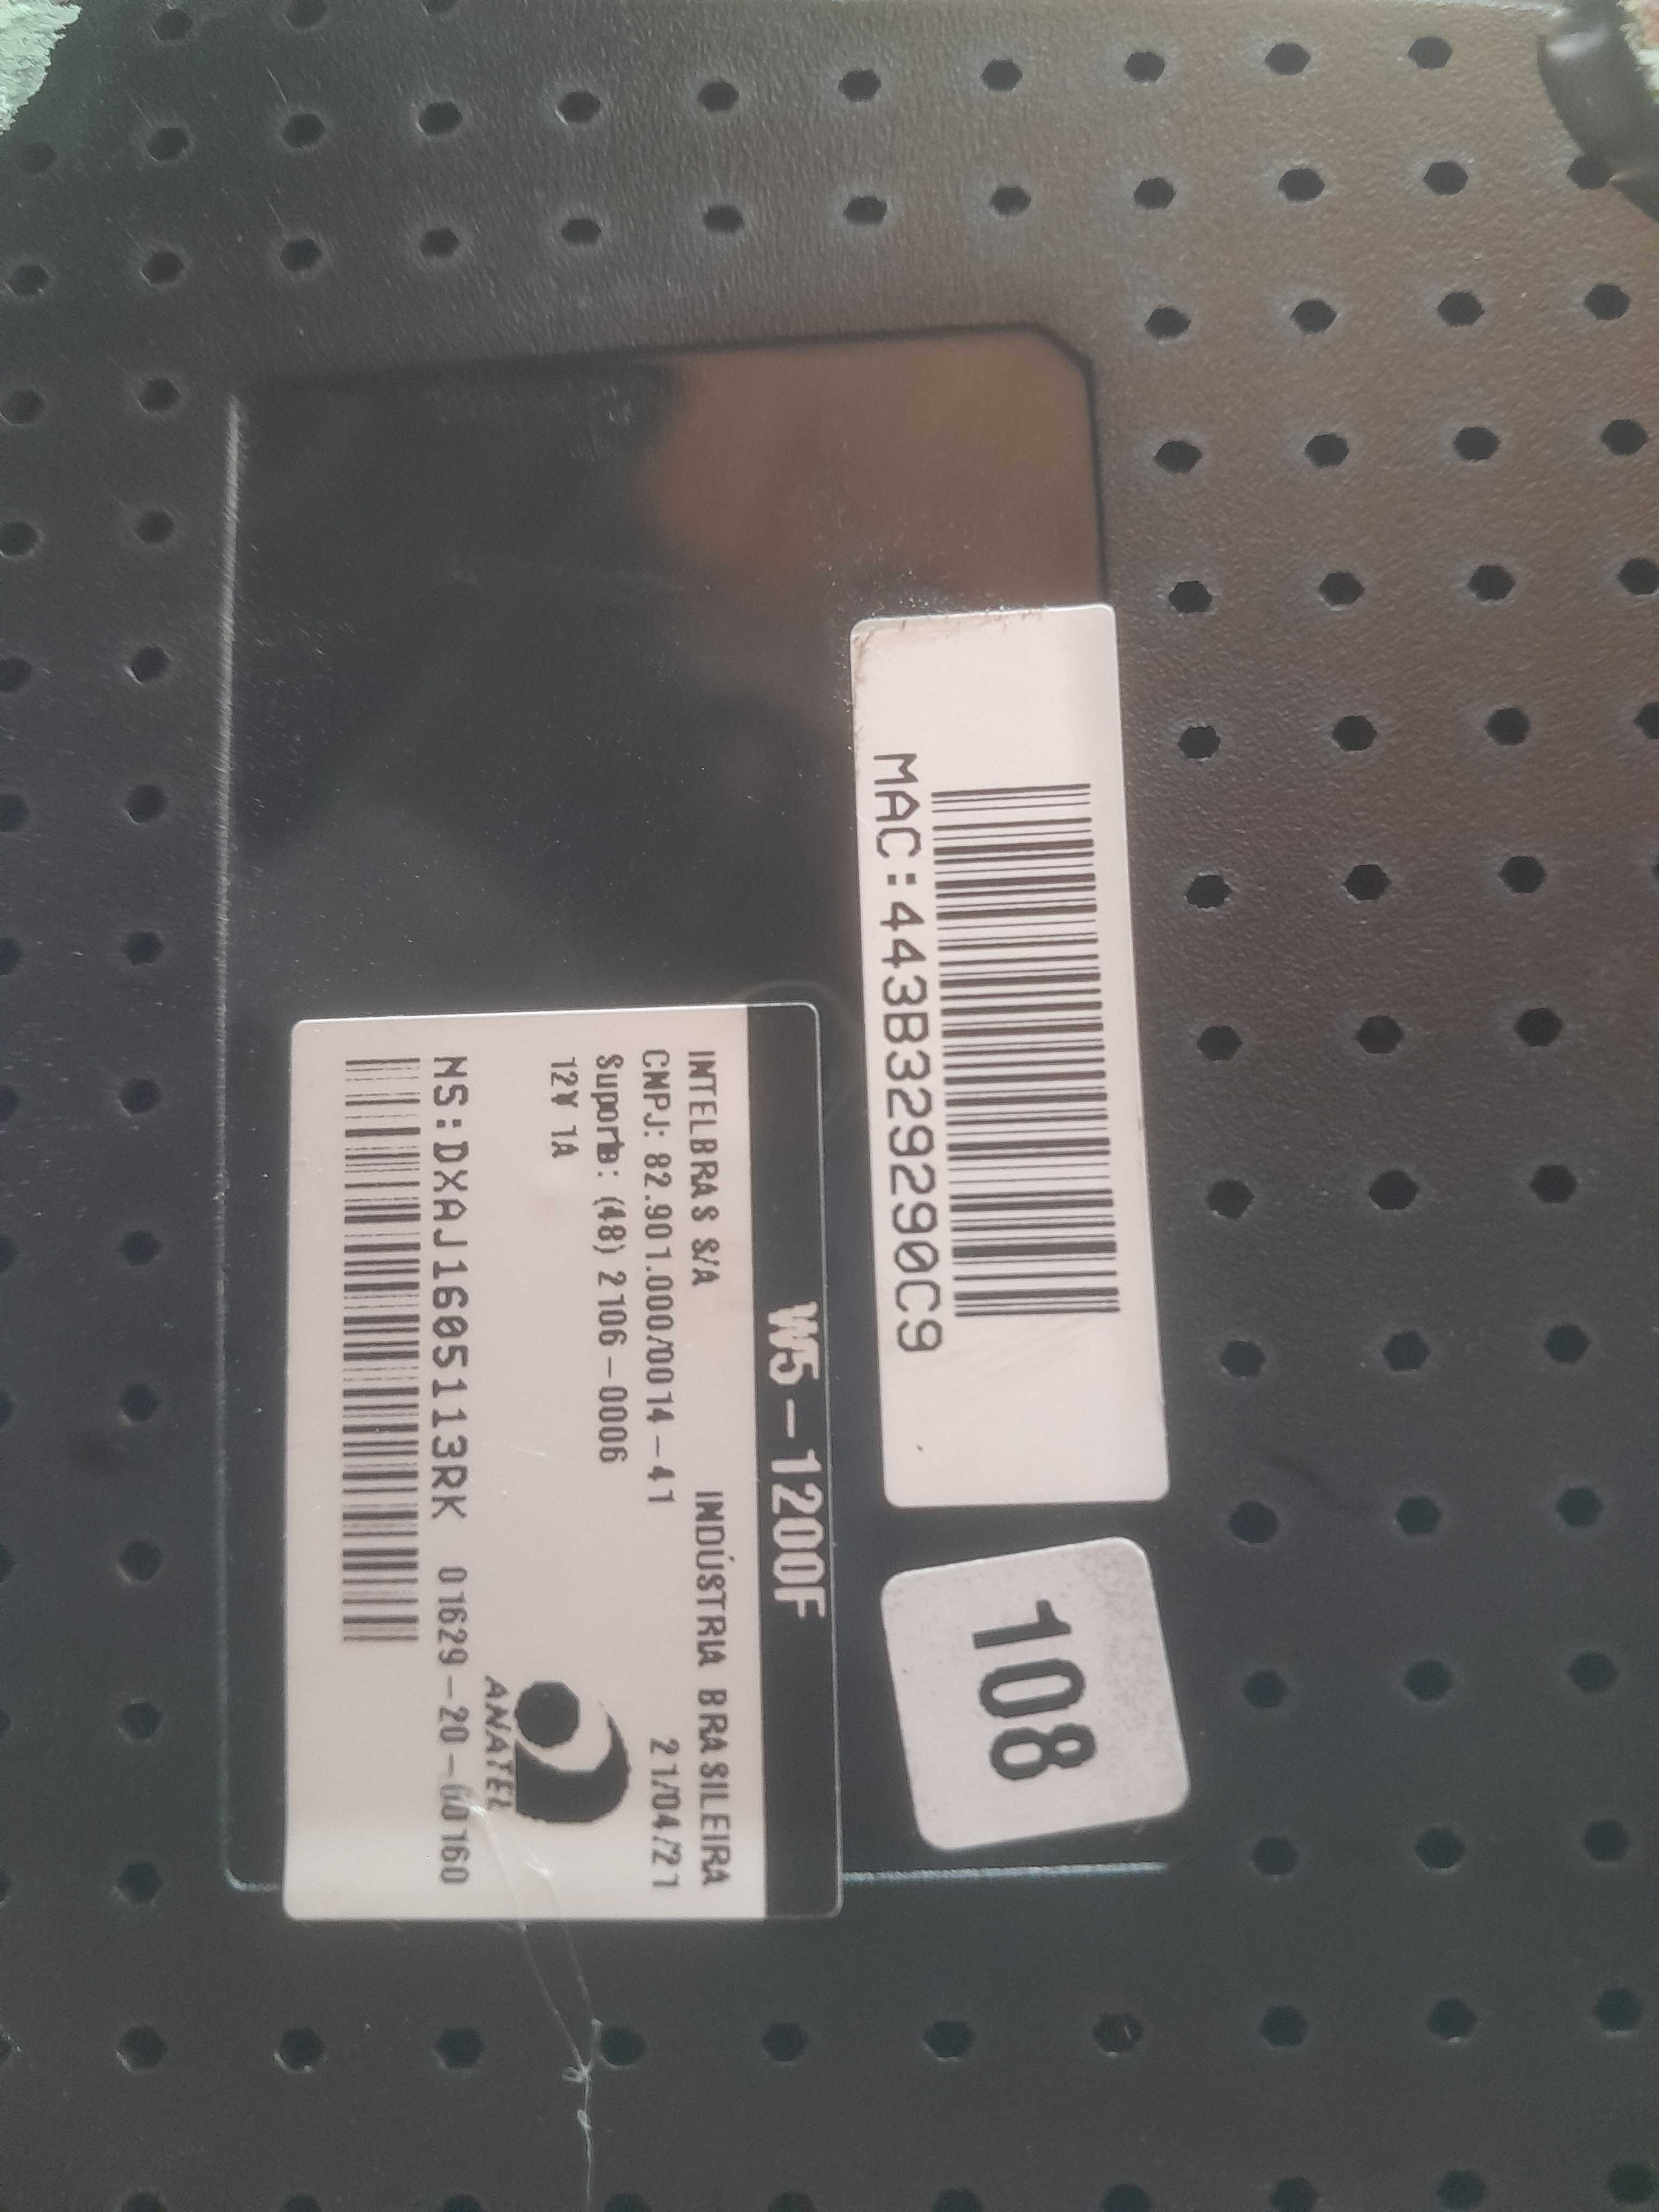 MAC:443B329290C9
108
W5-1200F
INTELBRAS S/A INDÚSTRIA BRASILEIRA
CNPJ: 82.901.000/0014-41 21/04/21
Suporte: (48) 2106-0006
12V 1A
ANATEL
NS:DXAJ1605113RK 01629-20-00160